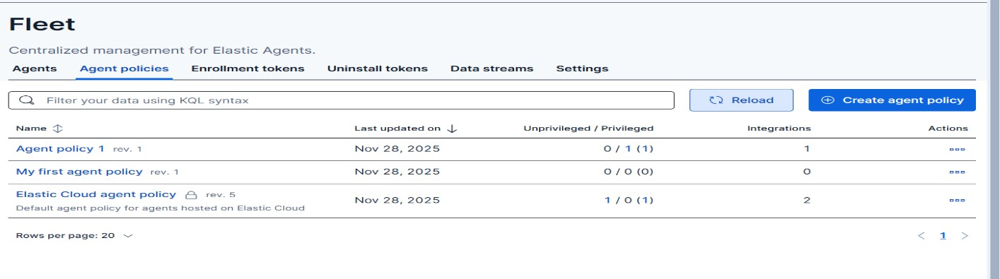 Fleet
Centralized management for Elastic Agents.
Agents Agent policies Enrollment tokens Uninstall tokens Data streams Settings
Filter your data using KQL syntax Reload Create agent policy
Name Last updated on Unprivileged / Privileged Integrations Actions
Agent policy 1 rev. 1 Nov 28, 2025 0 / 1 (1) 1
My first agent policy rev. 1 Nov 28, 2025 0 / 0 (0) 0
Elastic Cloud agent policy rev. 5 Nov 28, 2025 1 / 0 (1) 2
Default agent policy for agents hosted on Elastic Cloud
Rows per page: 20 < 1 >